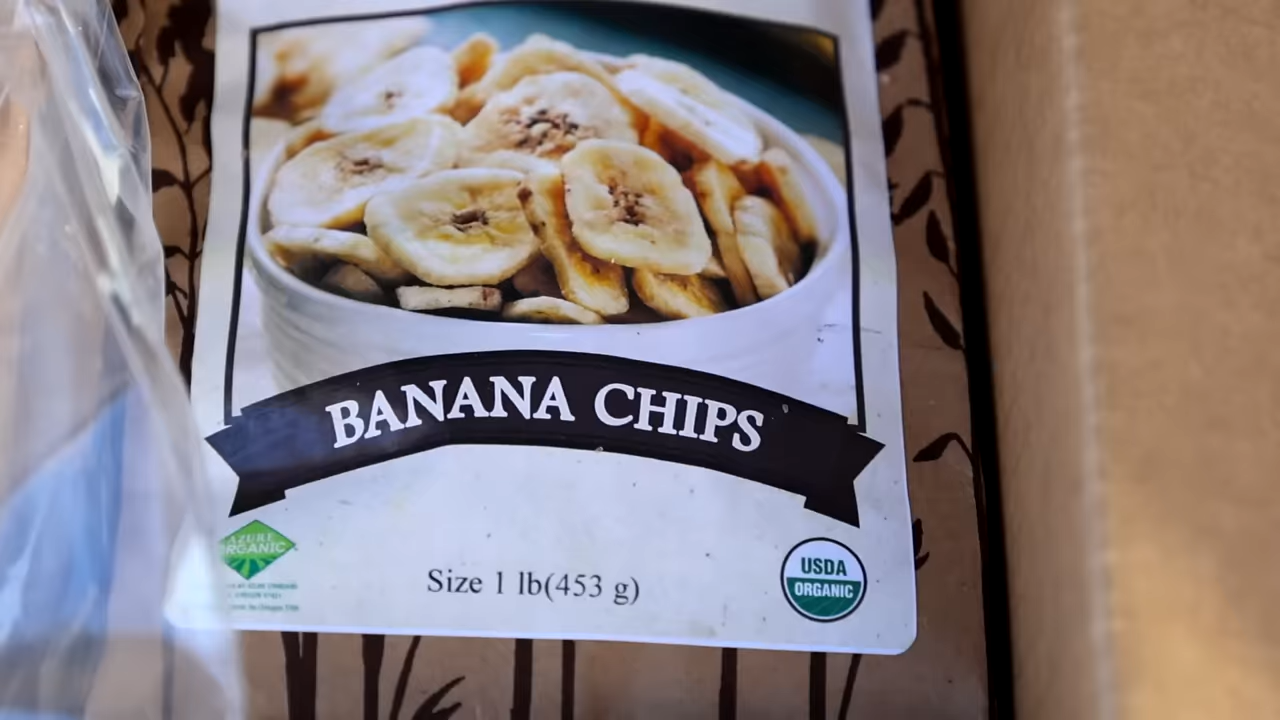 BANANA CHIPS
AZURE
ORGANIC
Size 1 lb(453 g)
USDA
ORGANIC